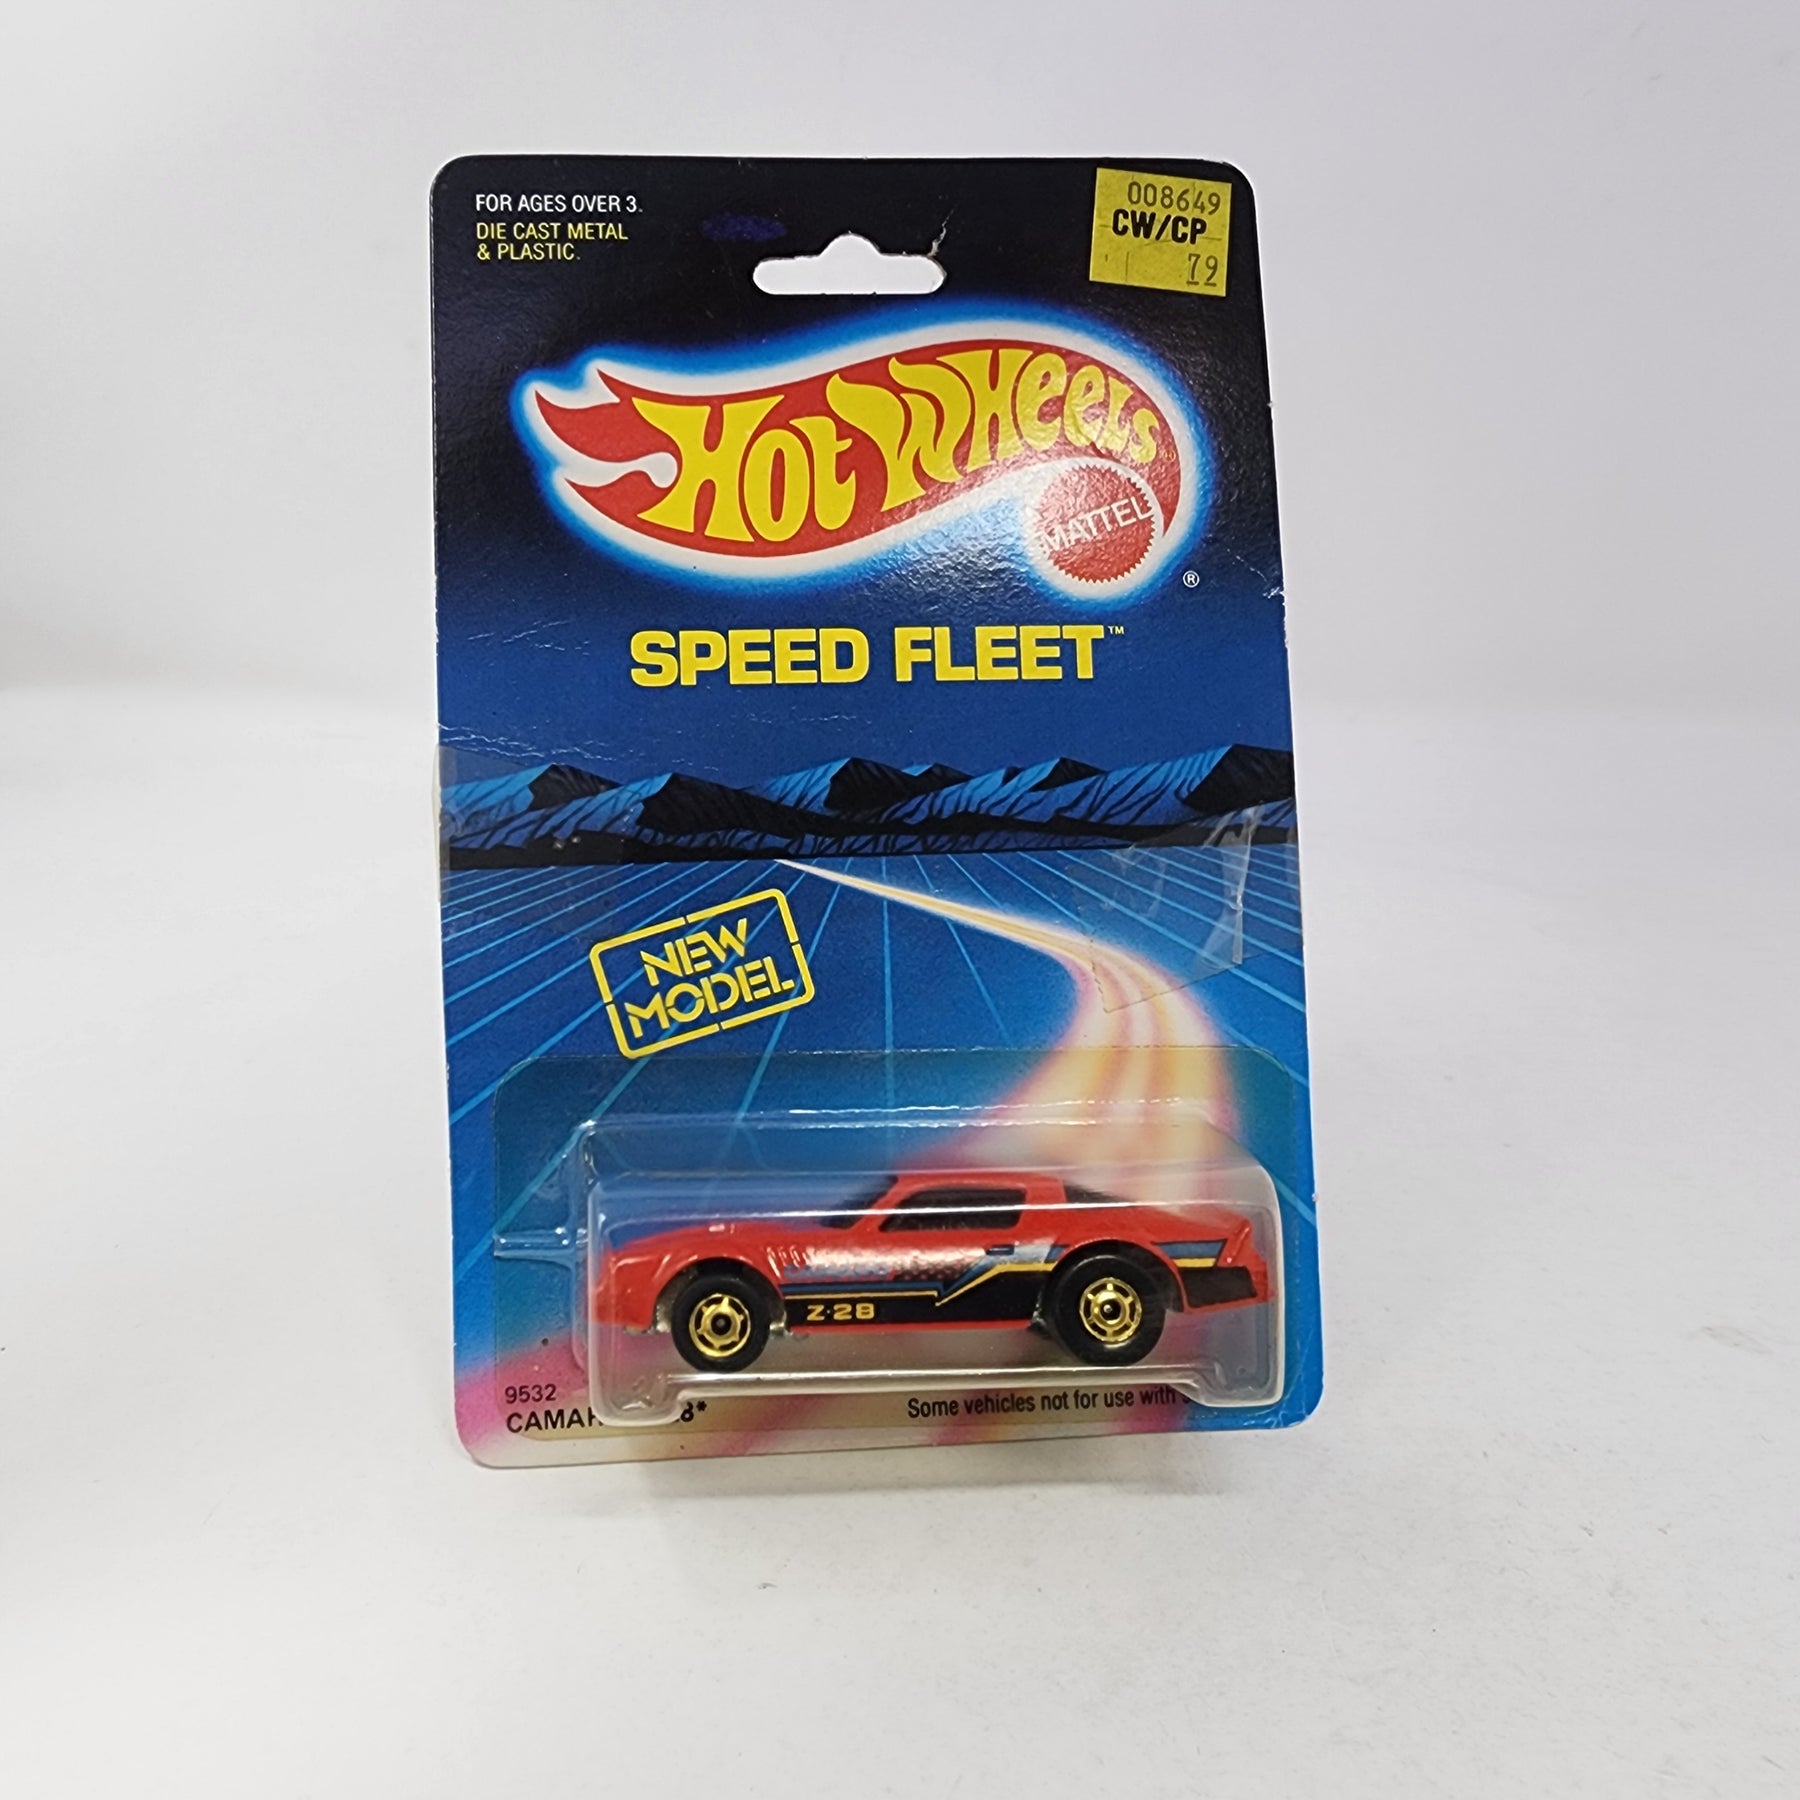 FOR AGES OVER 3.
DIE CAST METAL
& PLASTIC.
008649
CW/CP
79
Hot Wheels
MATTEL
®
SPEED FLEET™
NEW
MODEL
Z·28
9532
Some vehicles not for use with